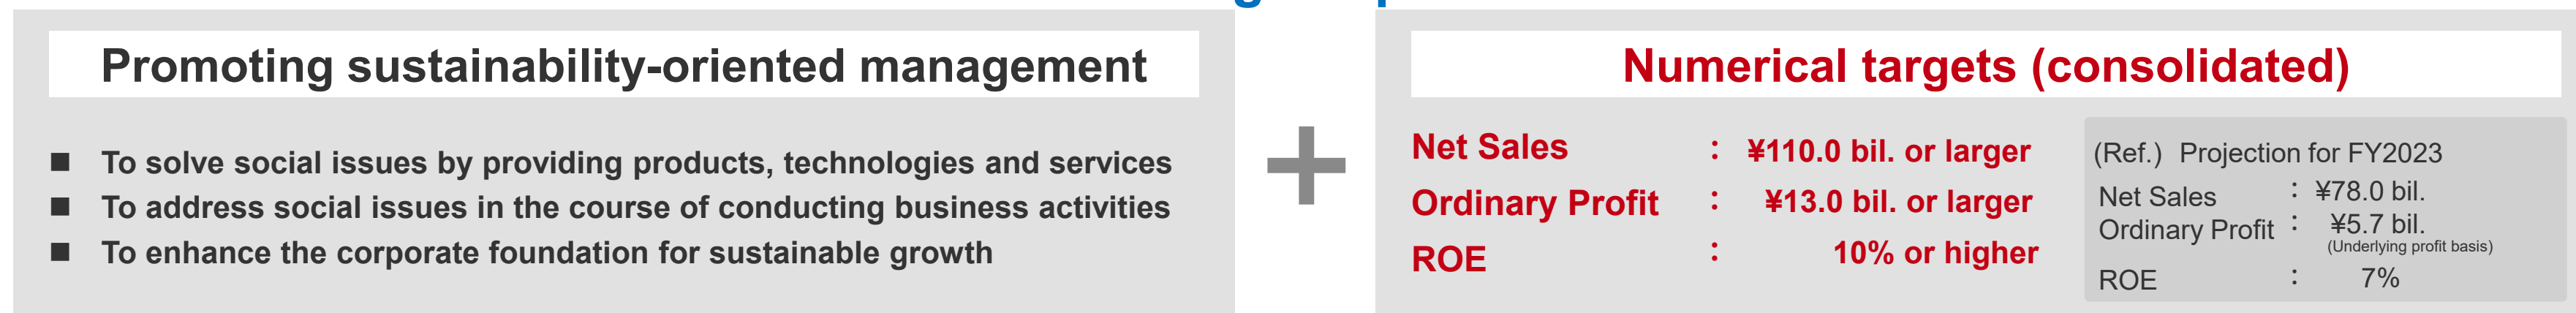 Promoting sustainability-oriented management
■ To solve social issues by providing products, technologies and services
■ To address social issues in the course of conducting business activities
■ To enhance the corporate foundation for sustainable growth
+
Numerical targets (consolidated)
Net Sales : ¥110.0 bil. or larger
Ordinary Profit : ¥13.0 bil. or larger
ROE : 10% or higher
(Ref.) Projection for FY2023
Net Sales : ¥78.0 bil.
Ordinary Profit : ¥5.7 bil.
(Underlying profit basis)
ROE : 7%